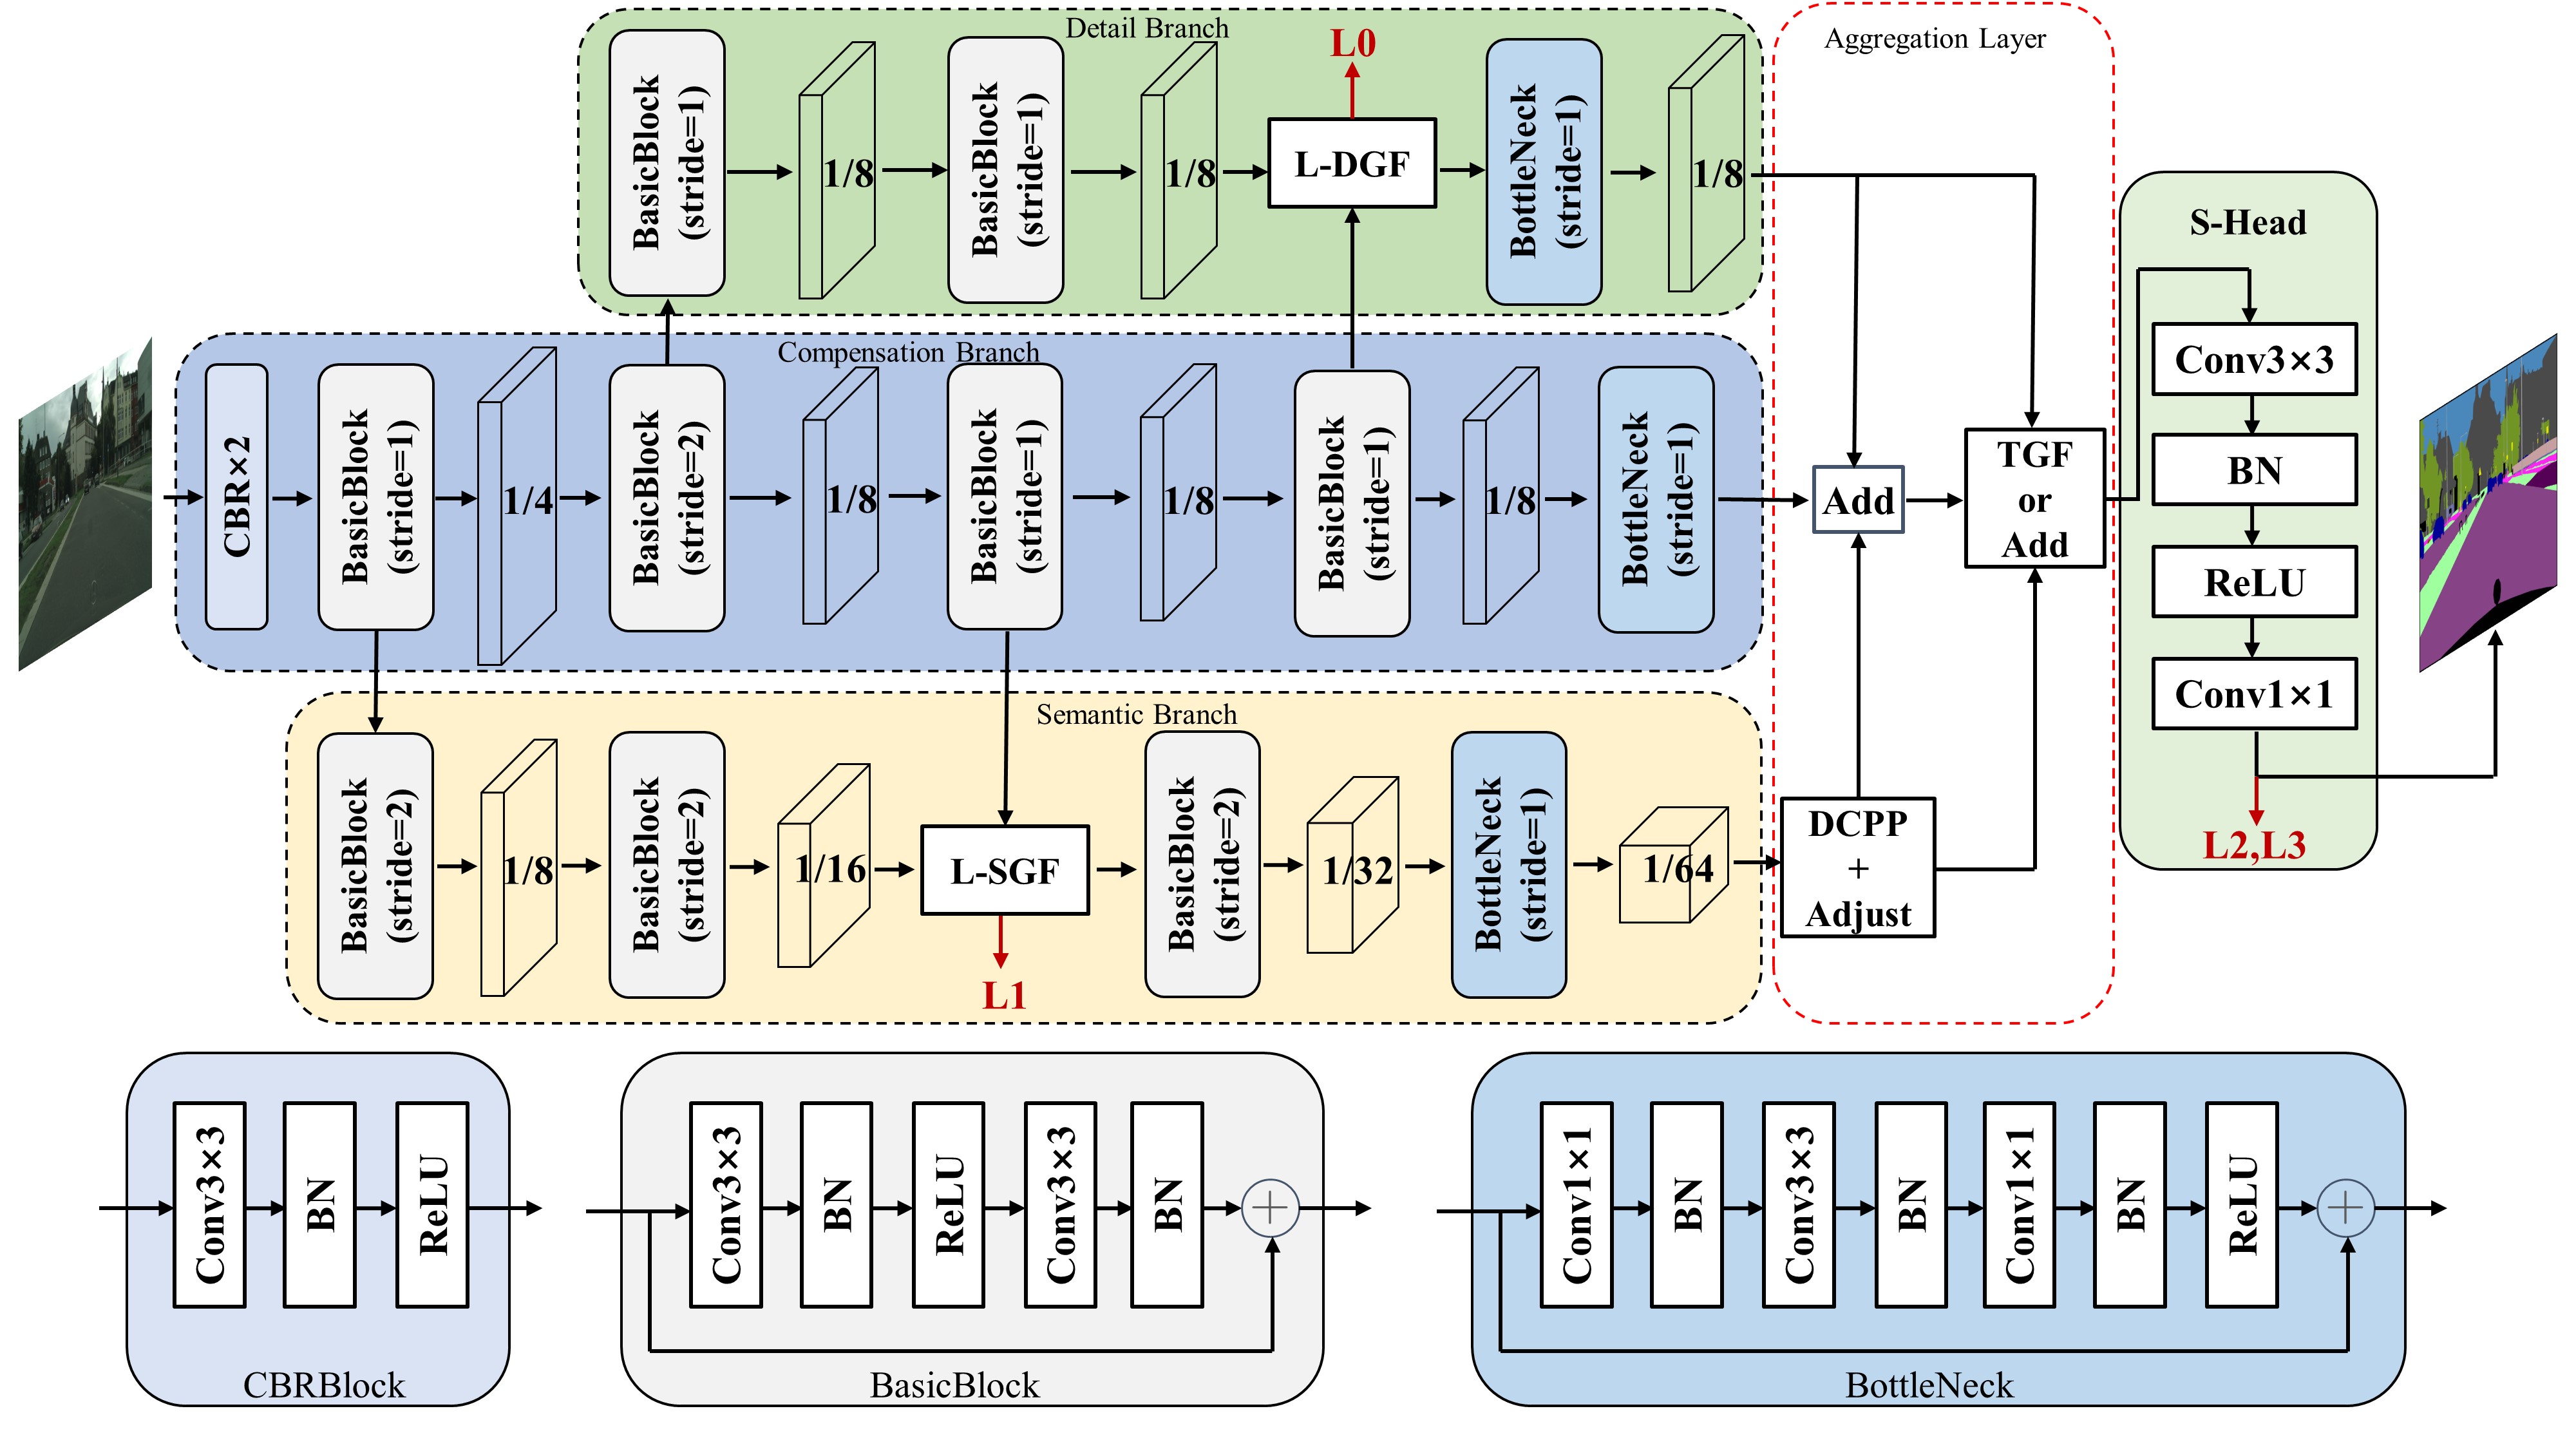 Detail Branch
BasicBlock
(stride=1)
1/8
BasicBlock
(stride=1)
1/8
L0
L-DGF
BottleNeck
(stride=1)
1/8
Compensation Branch
CBR×2
BasicBlock
(stride=1)
1/4
BasicBlock
(stride=2)
1/8
BasicBlock
(stride=1)
1/8
BasicBlock
(stride=1)
1/8
BottleNeck
(stride=1)
Semantic Branch
BasicBlock
(stride=2)
1/8
BasicBlock
(stride=2)
1/16
L-SGF
L1
BasicBlock
(stride=2)
1/32
BottleNeck
(stride=1)
1/64
Aggregation Layer
Add
TGF
or
Add
DCPP
+
Adjust
S-Head
Conv3×3
BN
ReLU
Conv1×1
L2,L3
Conv3×3
BN
ReLU
CBRBlock
Conv3×3
BN
ReLU
Conv3×3
BN
BasicBlock
Conv1×1
BN
Conv3×3
BN
Conv1×1
BN
ReLU
BottleNeck